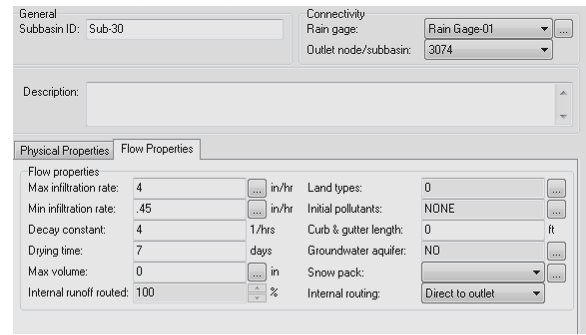 General
Connectivity
Subbasin ID: Sub-30
Rain gage: Rain Gage-01 ...
Outlet node/subbasin: 3074
Description:
Physical Properties Flow Properties
Flow properties
Max infiltration rate: 4 ... in/hr Land types: 0 ...
Min infiltration rate: .45 ... in/hr Initial pollutants: NONE ...
Decay constant: 4 1/hrs Curb & gutter length: 0 ft
Drying time: 7 days Groundwater aquifer: NO ...
Max volume: 0 ... in Snow pack: ...
Internal runoff routed: 100 % Internal routing: Direct to outlet